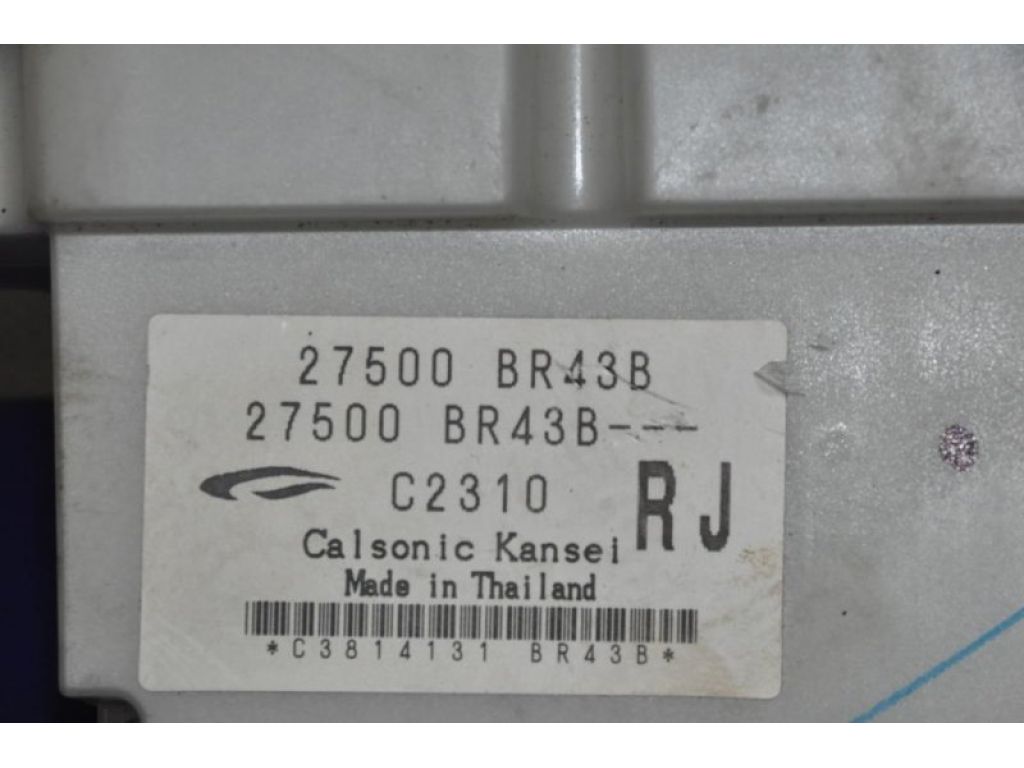 27500 BR43B
27500 BR43B---
C2310 RJ
Calsonic Kansei
Made in Thailand
*C3814131 BR43B*